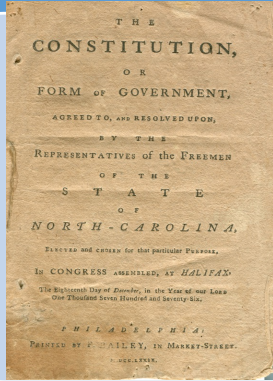 THE
CONSTITUTION,
OR
FORM OF GOVERNMENT,
AGREED TO, AND RESOLVED UPON,
BY THE
REPRESENTATIVES of the FREEMEN
OF THE
STATE
OF
NORTH-CAROLINA,
ELECTED and CHOSEN for that particular PURPOSE,
IN CONGRESS ASSEMBLED, AT HALIFAX.
The Eighteenth Day of December, in the Year of our LORD
One Thousand Seven Hundred and Seventy-Six.
PHILADELPHIA:
PRINTED BY F. BAILEY, IN MARKET-STREET.